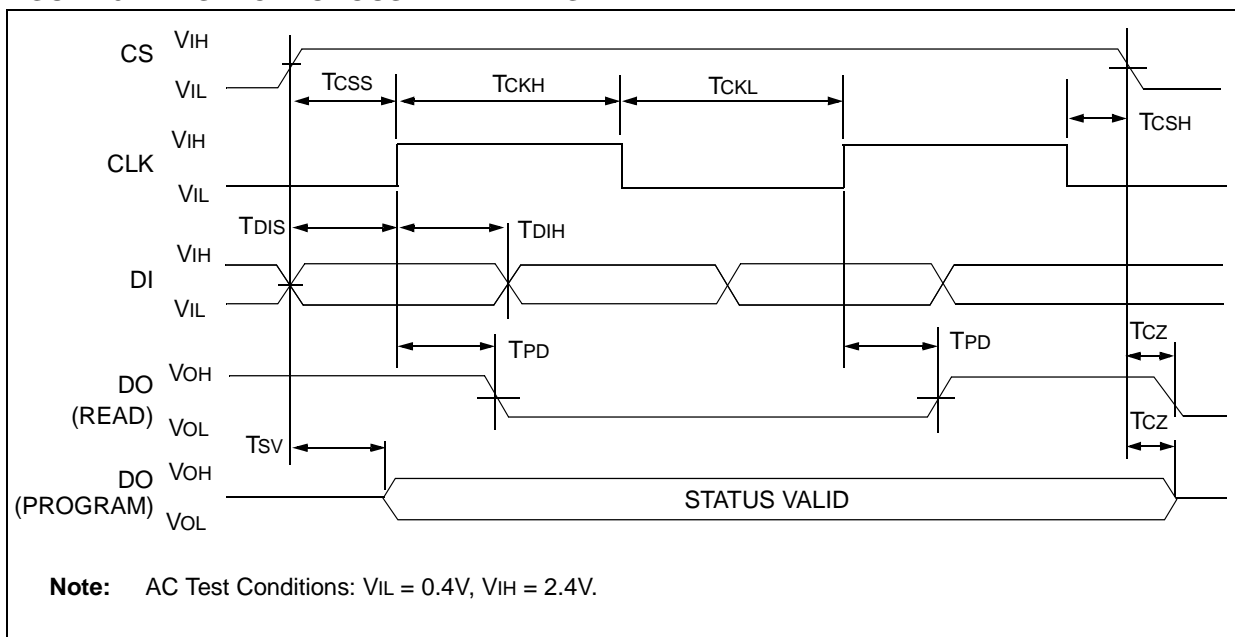 CS VIH
VIL
TCSS TCKH TCKL
TCSH
CLK VIH
VIL
TDIS TDIH
DI VIH
VIL
TPD TPD TCZ
DO (READ) VOH
VOL
TSV TCZ
DO (PROGRAM) VOH
VOL
STATUS VALID
Note: AC Test Conditions: VIL = 0.4V, VIH = 2.4V.